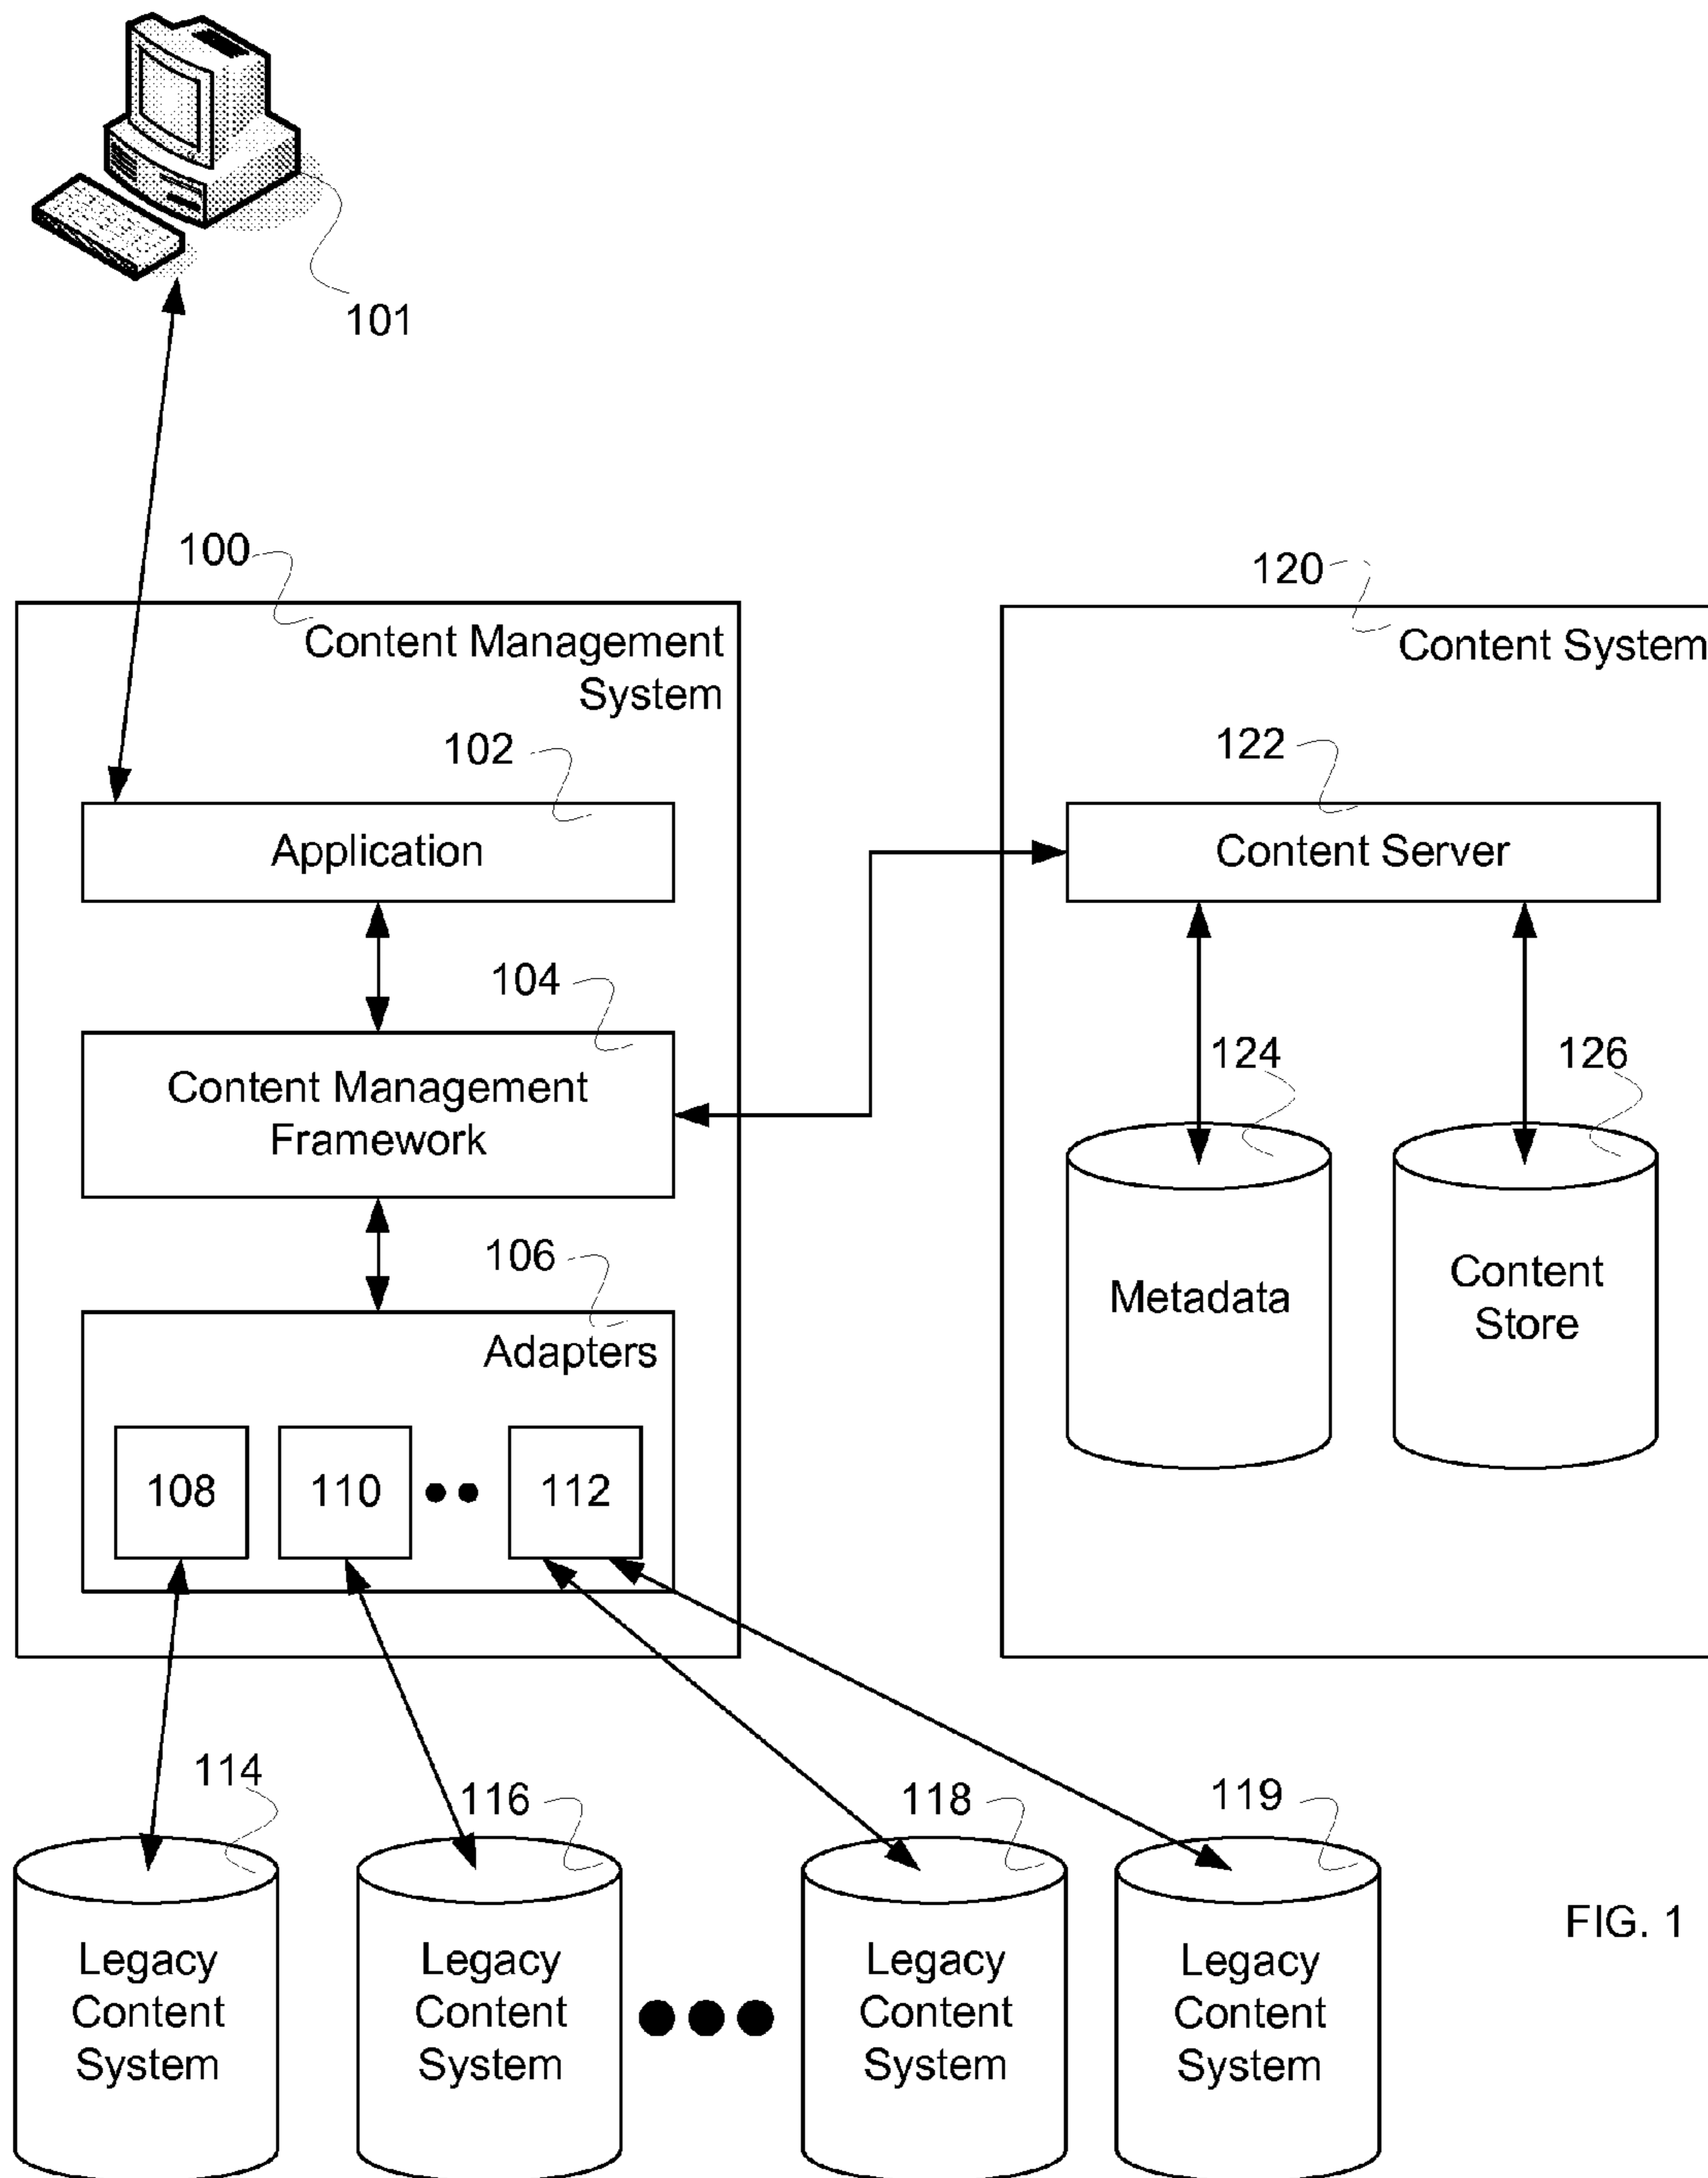 101
100
Content Management
System
120
Content System
102
Application
122
Content Server
104
Content Management
Framework
124
126
Metadata
Content
Store
106
Adapters
108
110
112
114
116
118
119
Legacy
Content
System
Legacy
Content
System
Legacy
Content
System
Legacy
Content
System
FIG. 1